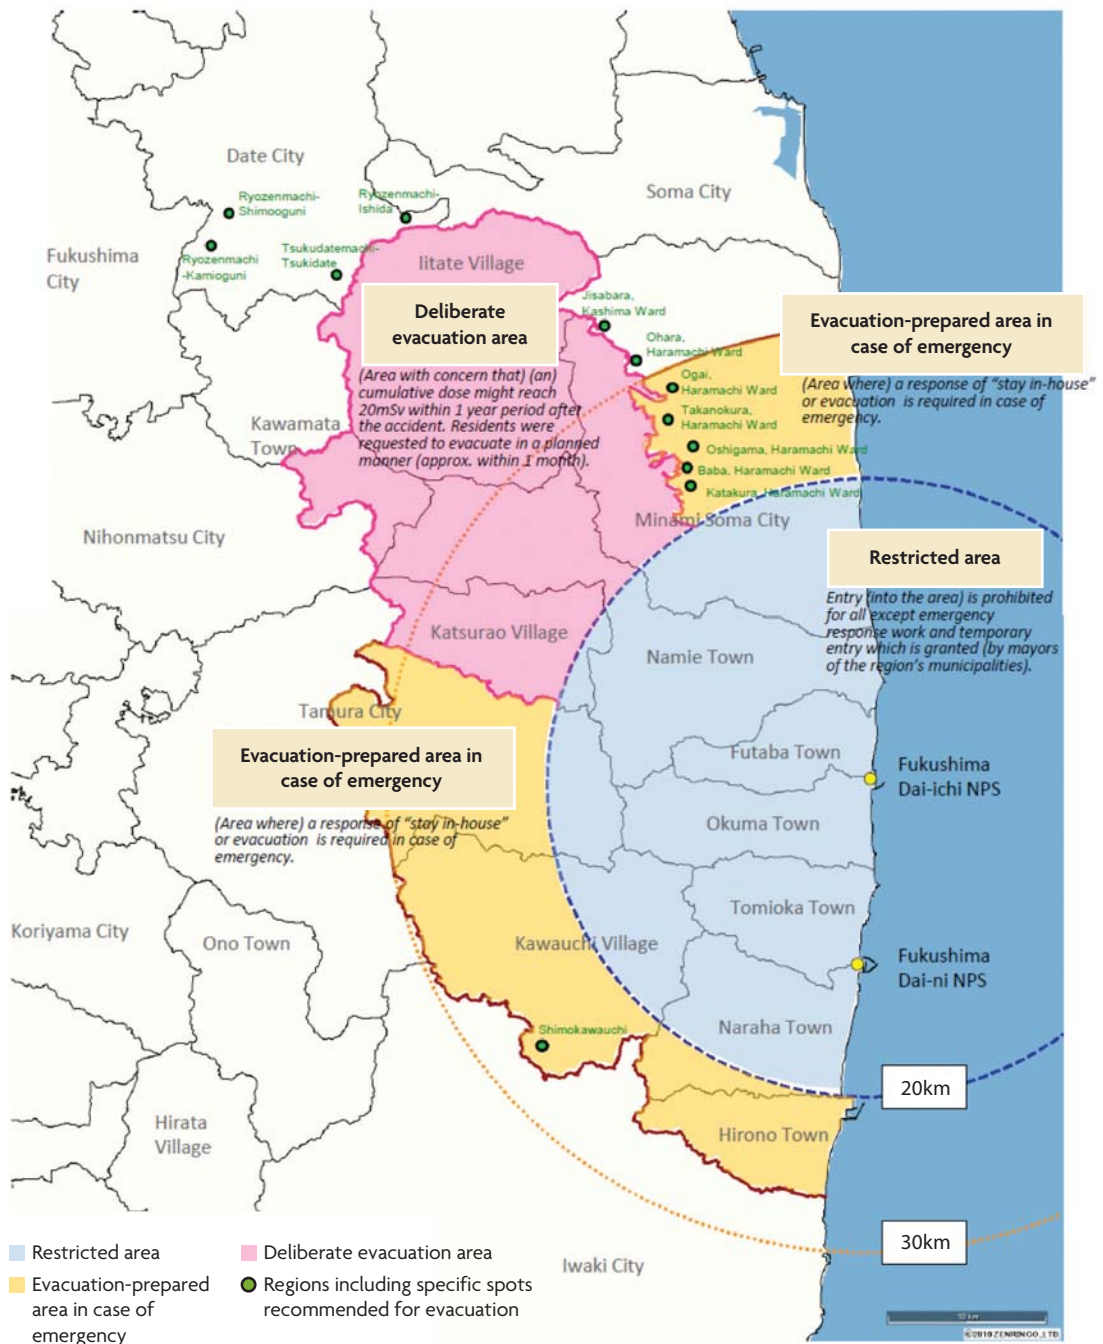 Date City
Soma City
Ryozenmachi-
Shimooguni
Ryozenmachi-
Ishida
Fukushima
City
Ryozenmachi
-Kamioguni
Tsukudatemachi-
Tsukidate
Iitate Village
Jisabara,
Kashima Ward
Deliberate
evacuation area
(Area with concern that) (an)
cumulative dose might reach
20mSv within 1 year period after
the accident. Residents were
requested to evacuate in a planned
manner (approx. within 1 month).
Ohara,
Haramachi Ward
Evacuation-prepared area in
case of emergency
(Area where) a response of “stay in-house”
or evacuation is required in case of
emergency.
Ogai,
Haramachi Ward
Takanokura,
Haramachi Ward
Oshigama, Haramachi Ward
Baba, Haramachi Ward
Katakura, Haramachi Ward
Kawamata
Town
Minami Soma City
Nihonmatsu City
Restricted area
Entry (into the area) is prohibited
for all except emergency
response work and temporary
entry which is granted (by mayors
of the region’s municipalities).
Katsurao Village
Namie Town
Tamura City
Evacuation-prepared area in
case of emergency
(Area where) a response of “stay in-house”
or evacuation is required in case of
emergency.
Futaba Town
Fukushima
Dai-ichi NPS
Okuma Town
Tomioka Town
Koriyama City
Ono Town
Kawauchi Village
Fukushima
Dai-ni NPS
Shimokawauchi
Naraha Town
20km
Hirata
Village
Hirono Town
30km
Iwaki City
Restricted area
Evacuation-prepared
area in case of
emergency
Deliberate evacuation area
Regions including specific spots
recommended for evacuation
10 km
©2010 ZENRIN CO.,LTD